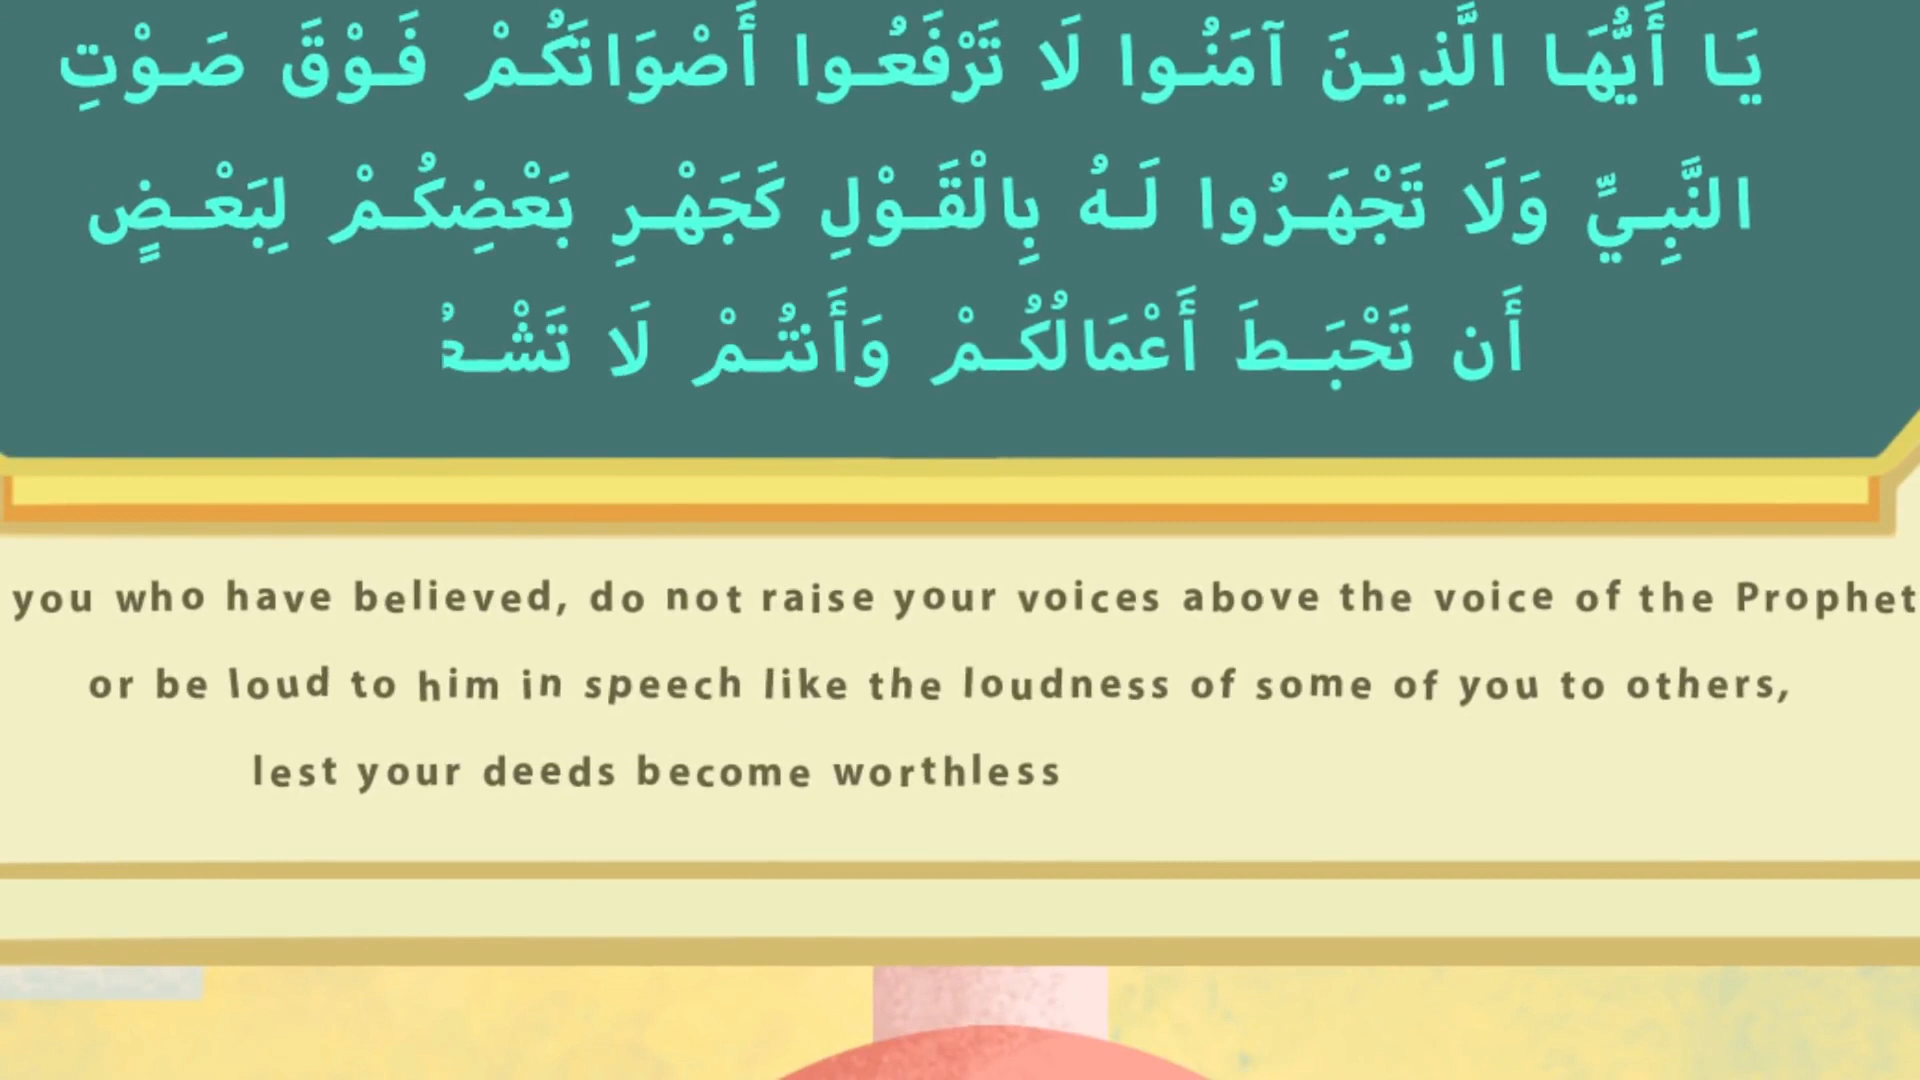 يَا أَيُّهَا الَّذِينَ آمَنُوا لَا تَرْفَعُوا أَصْوَاتَكُمْ فَوْقَ صَوْتِ
النَّبِيِّ وَلَا تَجْهَرُوا لَهُ بِالْقَوْلِ كَجَهْرِ بَعْضِكُمْ لِبَعْضٍ
أَن تَحْبَطَ أَعْمَالُكُمْ وَأَنتُمْ لَا
you who have believed, do not raise your voices above the voice of the Prophet
or be loud to him in speech like the loudness of some of you to others,
lest your deeds become worthless